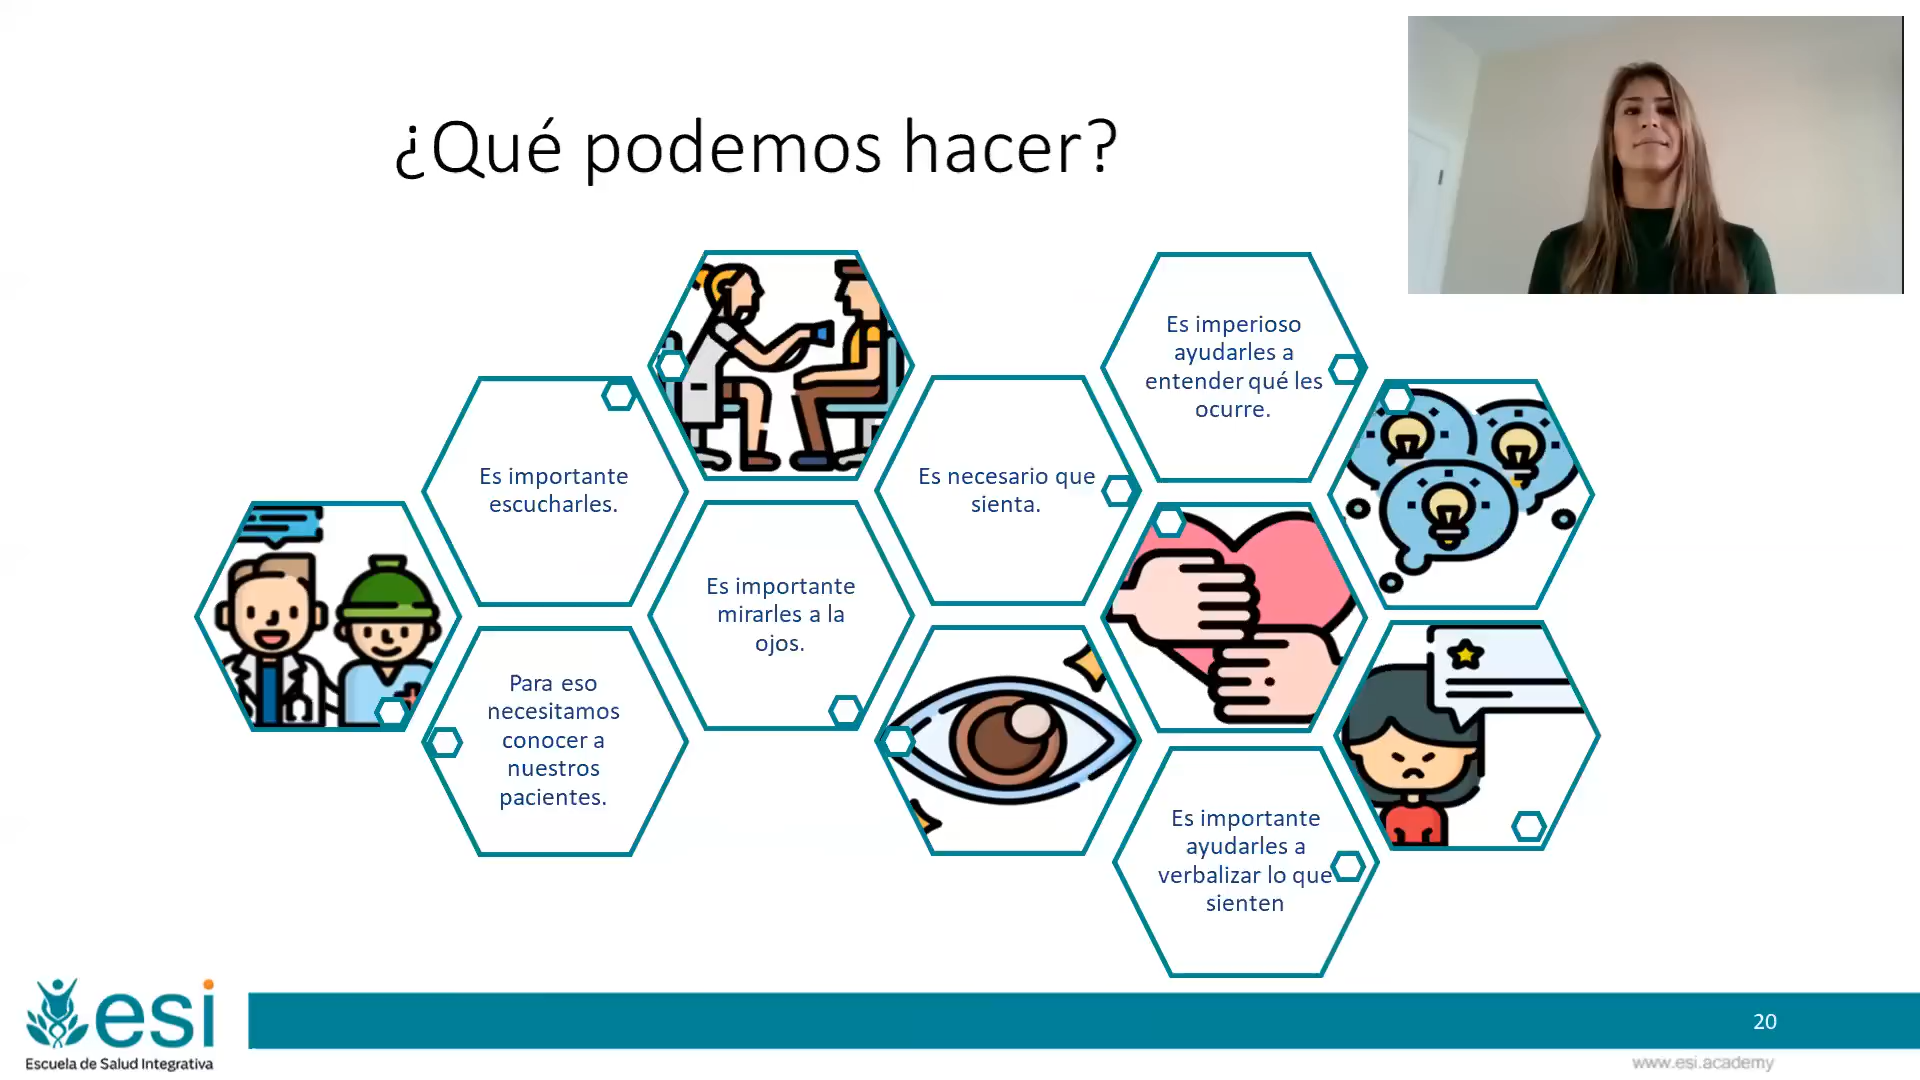 ¿Qué podemos hacer?
Es importante
escucharles.
Para eso
necesitamos
conocer a
nuestros
pacientes.
Es importante
mirarles a la
ojos.
Es necesario que
sienta.
Es imperioso
ayudarles a
entender qué les
ocurre.
Es importante
ayudarles a
verbalizar lo que
sienten
esi
Escuela de Salud Integrativa
20
www.esi.academy